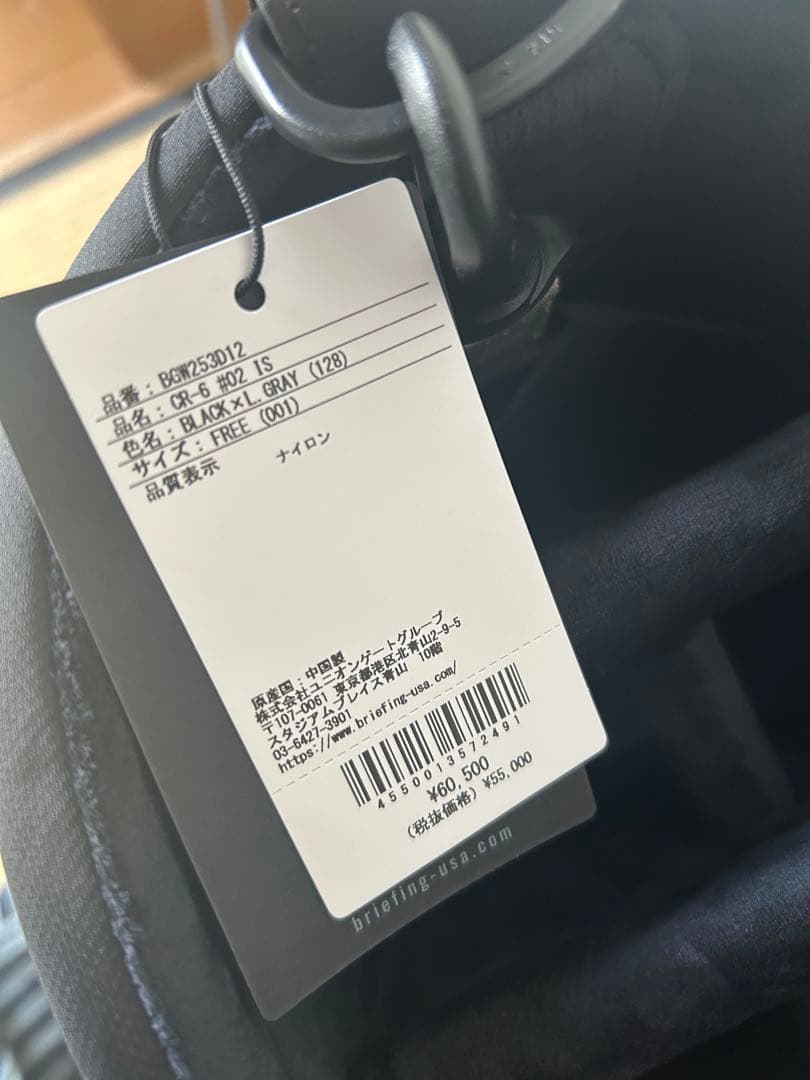 品番：BGW253D12
品名：CR-6 #02 IS
色名：BLACK×L.GRAY (128)
サイズ：FREE (001)
品質表示 ナイロン
原産国：中国製
株式会社ユニオンゲートグループ
〒107-0061 東京都港区北青山2-9-5
スタジアムプレイス青山 10階
03-6427-3901
https://www.briefing-usa.com/
4550013572491
¥60,500
(税抜価格) ¥55,000
briefing-usa.com